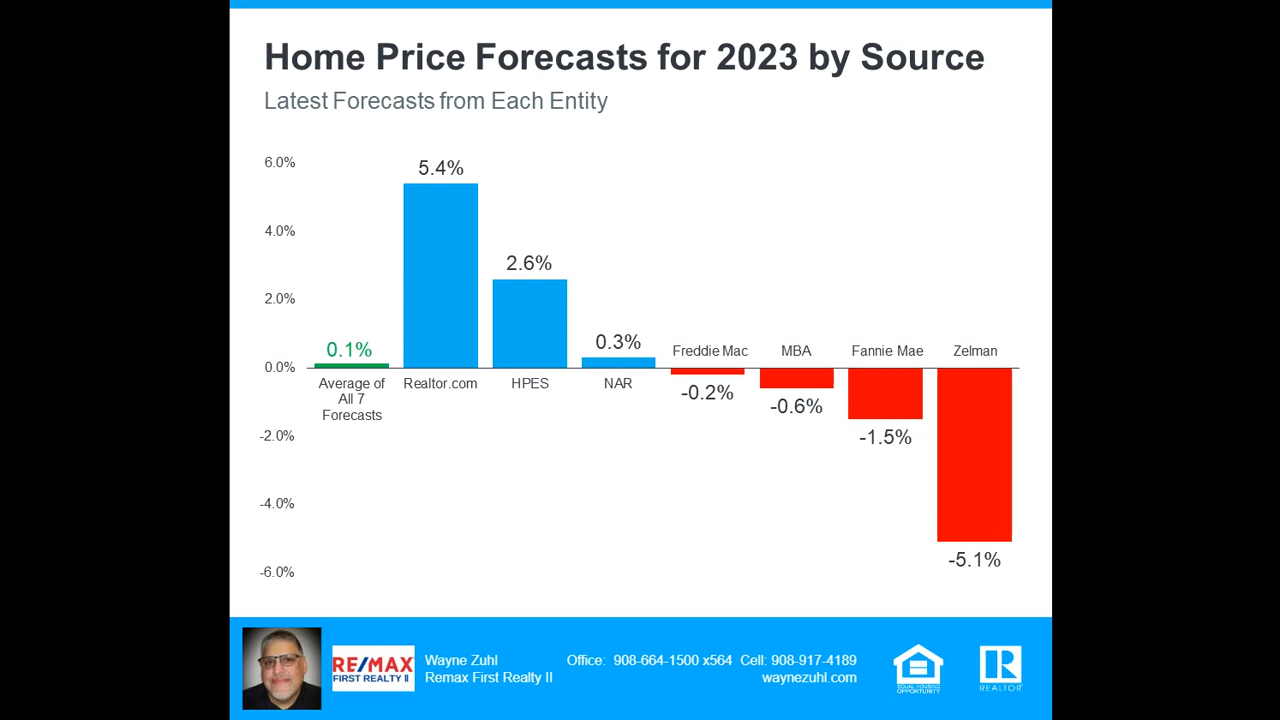 Home Price Forecasts for 2023 by Source
Latest Forecasts from Each Entity
6.0%
4.0%
2.0%
0.0%
-2.0%
-4.0%
-6.0%
0.1%
5.4%
2.6%
0.3%
Freddie Mac
MBA
Fannie Mae
Zelman
Average of
All 7
Forecasts
Realtor.com
HPES
NAR
-0.2%
-0.6%
-1.5%
-5.1%
RE/MAX
FIRST REALTY II
Wayne Zuhl
Remax First Realty II
Office: 908-664-1500 x564 Cell: 908-917-4189
waynezuhl.com
EQUAL HOUSING
OPPORTUNITY
R
REALTOR®